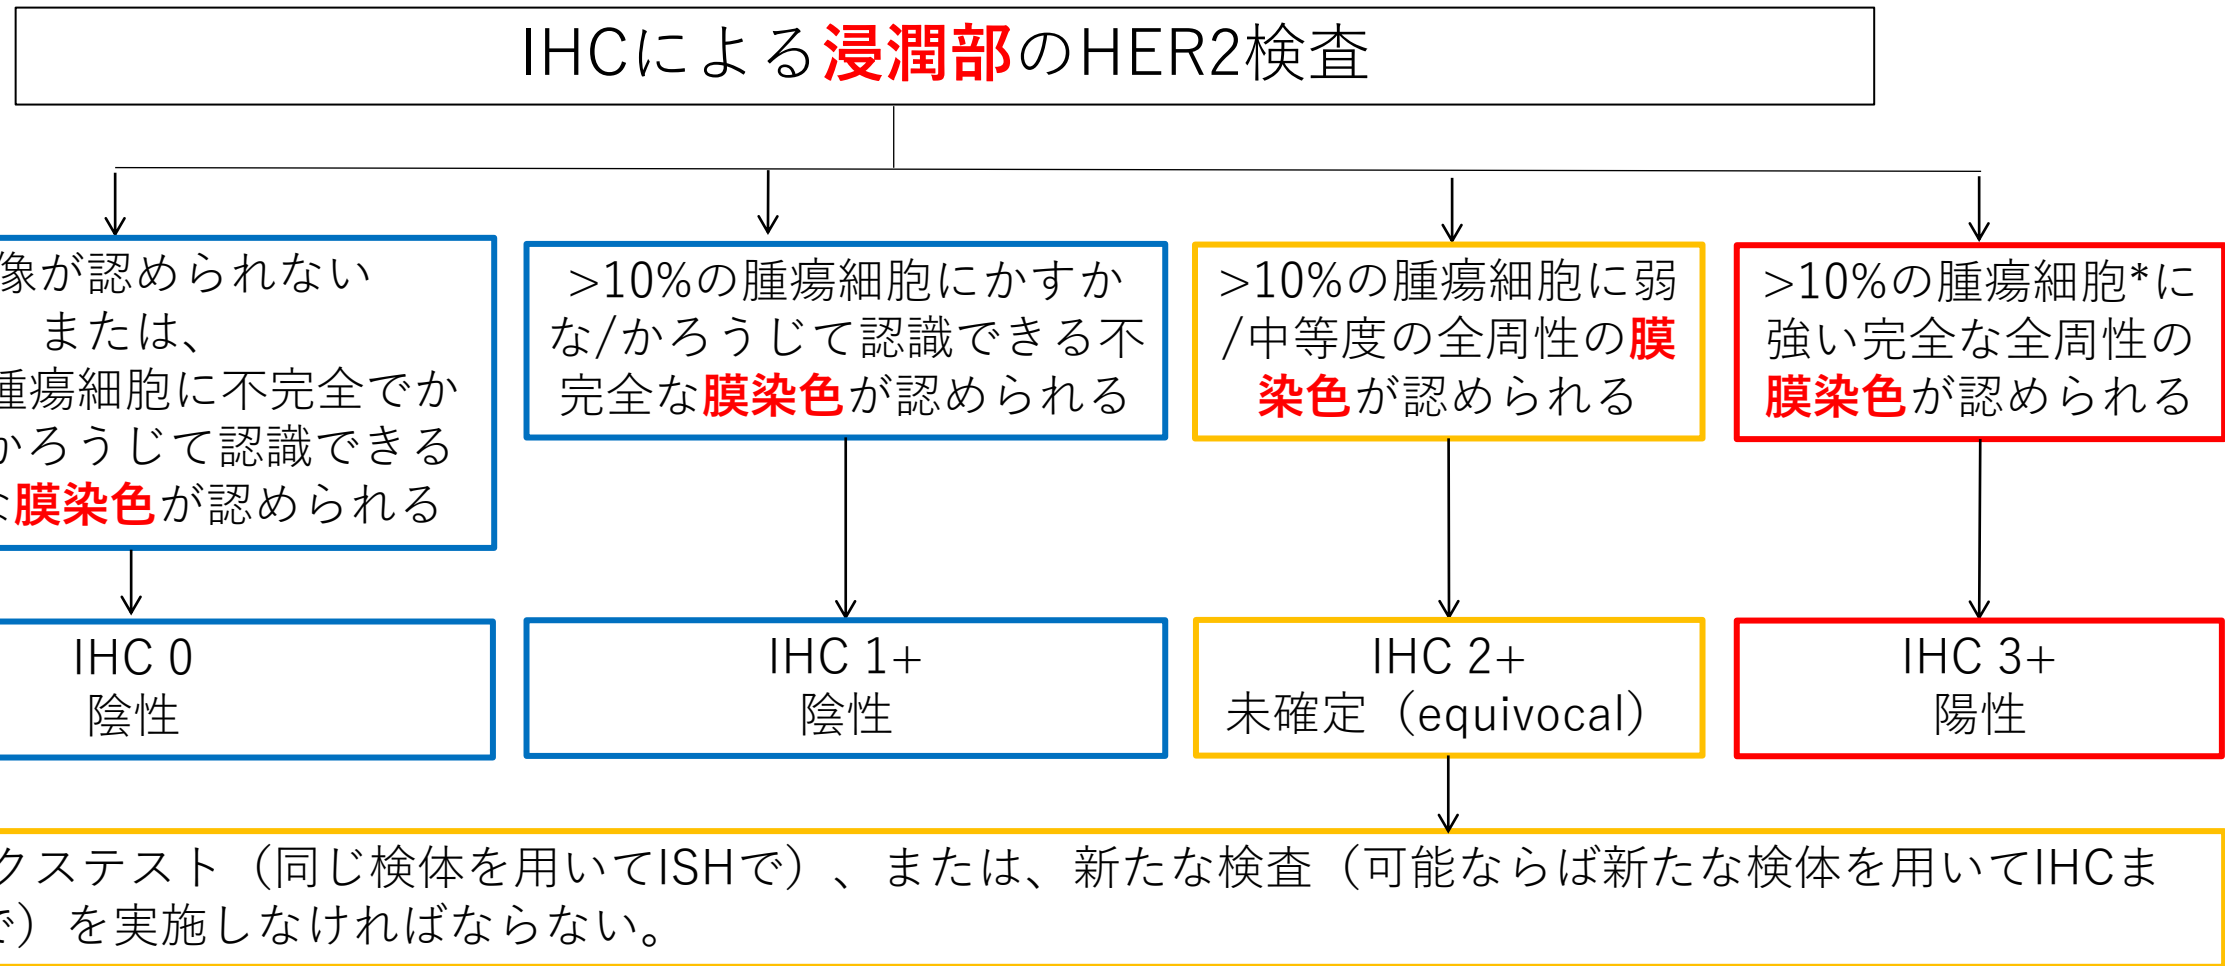 IHCによる浸潤部のHER2検査
像が認められない
または、
腫瘍細胞に不完全でか
かろうじて認識できる
な膜染色が認められる
>10%の腫瘍細胞にかすか
な/かろうじて認識できる不
完全な膜染色が認められる
>10%の腫瘍細胞に弱
/中等度の全周性の膜
染色が認められる
>10%の腫瘍細胞*に
強い完全な全周性の
膜染色が認められる
IHC 0
陰性
IHC 1+
陰性
IHC 2+
未確定（equivocal）
IHC 3+
陽性
クステスト（同じ検体を用いてISHで）、または、新たな検査（可能ならば新たな検体を用いてIHCま
で）を実施しなければならない。